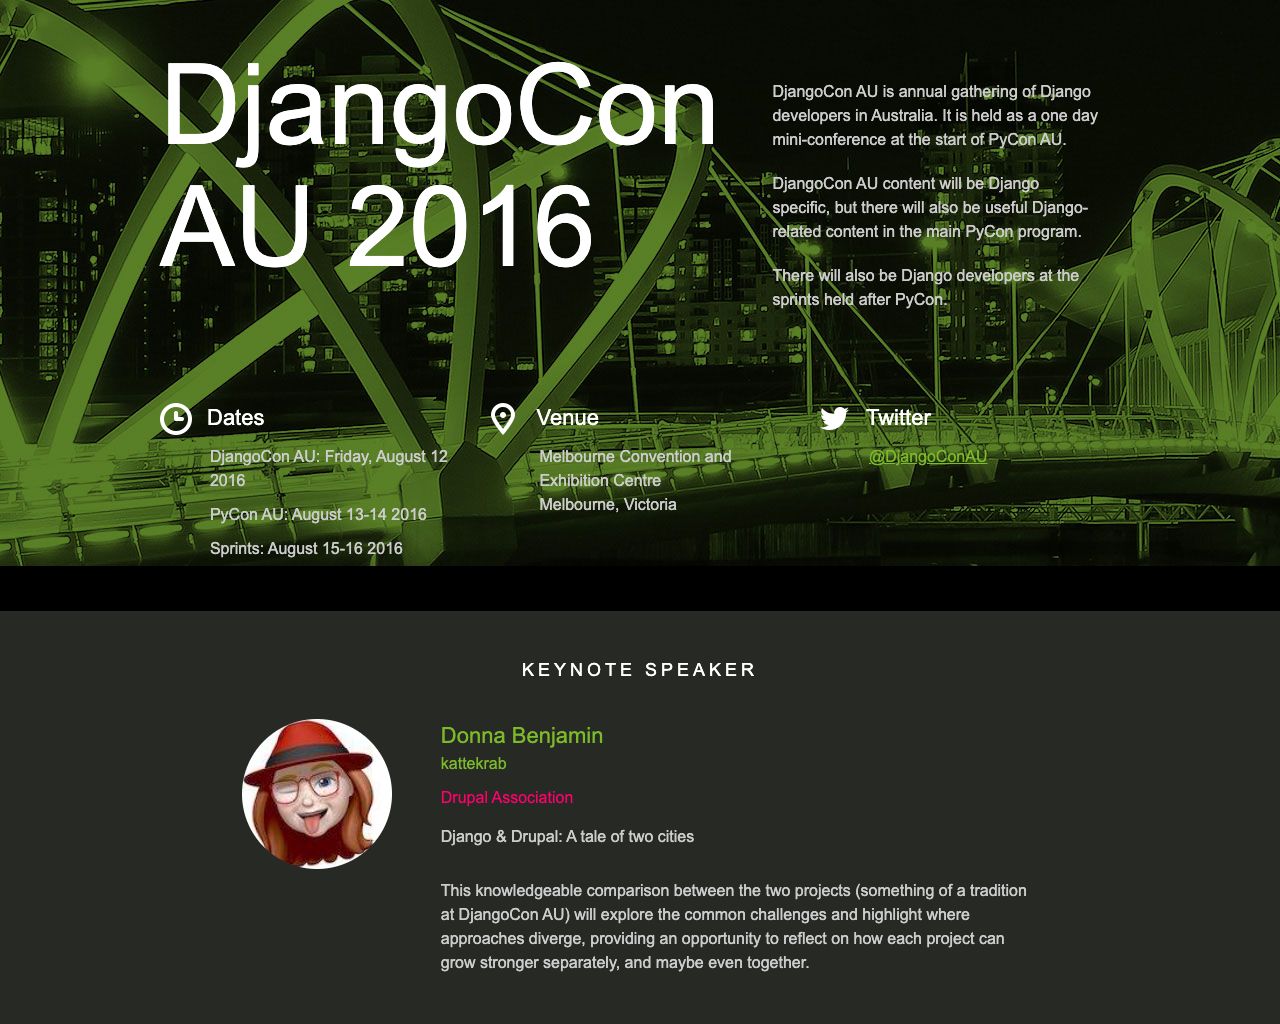 DjangoCon
AU 2016
DjangoCon AU is annual gathering of Django
developers in Australia. It is held as a one day
mini-conference at the start of PyCon AU.
DjangoCon AU content will be Django
specific, but there will also be useful Django-
related content in the main PyCon program.
There will also be Django developers at the
sprints held after PyCon.
Dates
DjangoCon AU: Friday, August 12
2016
PyCon AU: August 13-14 2016
Sprints: August 15-16 2016
Venue
Melbourne Convention and
Exhibition Centre
Melbourne, Victoria
Twitter
@DjangoConAU
KEYNOTE SPEAKER
Donna Benjamin
kattekrab
Drupal Association
Django & Drupal: A tale of two cities
This knowledgeable comparison between the two projects (something of a tradition
at DjangoCon AU) will explore the common challenges and highlight where
approaches diverge, providing an opportunity to reflect on how each project can
grow stronger separately, and maybe even together.